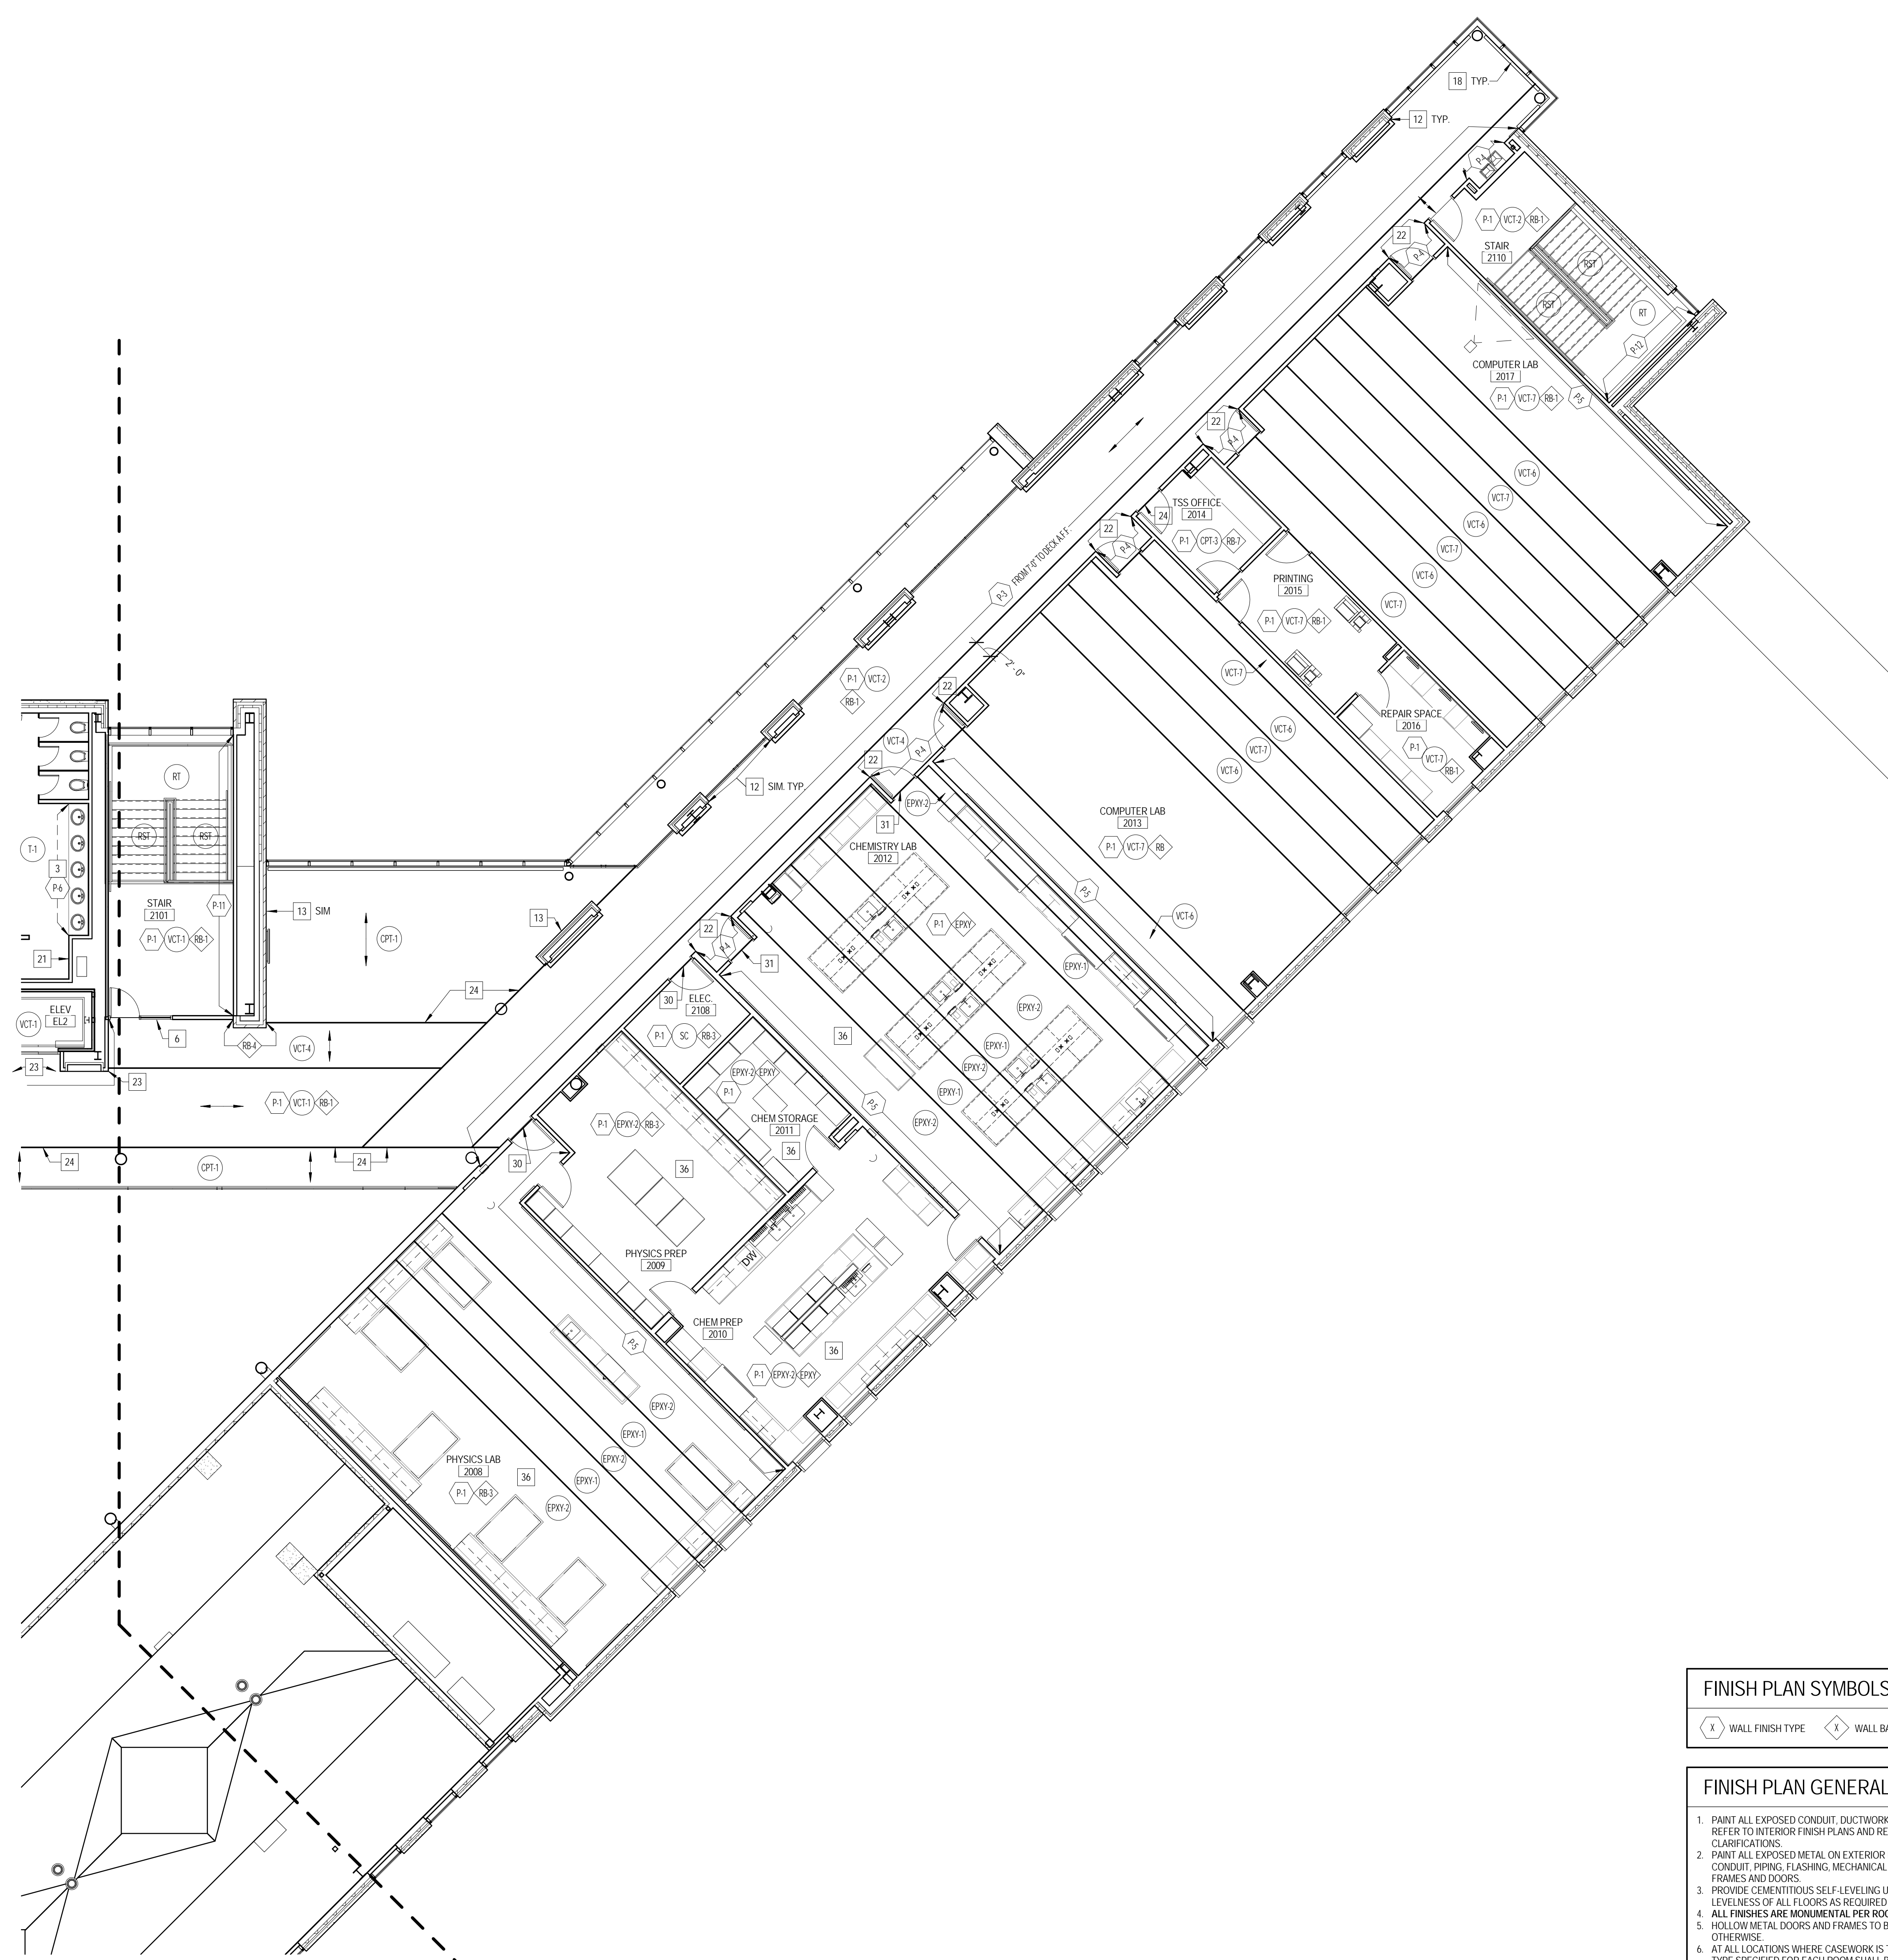 18 TYP.
12 TYP.
P-4
P-1 VCT-2 RB-1
STAIR
2110
22
P-4
RST
RST
RT
P-12
COMPUTER LAB
2017
P-1 VCT-7 RB-1
P-5
22
P-4
VCT-6
VCT-7
VCT-6
VCT-7
VCT-6
VCT-7
TSS OFFICE
2014
24
P-1 CPT-3 RB-7
22
P-4
P-3 FROM 7'-0" TO DECK A.F.F.
PRINTING
2015
P-1 VCT-7 RB-1
2' - 0"
VCT-7
REPAIR SPACE
2016
P-1
VCT-7
RB-1
VCT-6
VCT-7
VCT-6
P-1 VCT-2
RB-1
22
VCT-4
P-4
22
12 SIM. TYP.
EPXY-2
31
COMPUTER LAB
2013
P-1 VCT-7 RB
P-5
VCT-6
CHEMISTRY LAB
2012
P-1 EPXY
EPXY-1
EPXY-2
36
EPXY-1
EPXY-2
EPXY-1
EPXY-2
RT
RST
RST
T-1
3
P-6
STAIR
2101
P-11
P-1 VCT-1 RB-1
13 SIM
CPT-1
13
21
ELEV
EL2
VCT-1
6
RB-4
VCT-4
24
23
23
P-1 VCT-1 RB-1
24
CPT-1
24
22
P-4
31
30
ELEC.
2108
P-1 SC RB-3
EPXY-2 EPXY
P-1
P-5
CHEM STORAGE
2011
36
P-1 EPXY-2 RB-3
30
36
PHYSICS PREP
2009
DW
CHEM PREP
2010
36
P-1 EPXY-2 EPXY
P-5
EPXY-2
EPXY-1
EPXY-2
EPXY-1
EPXY-2
PHYSICS LAB
2008
36
P-1 RB-3
FINISH PLAN SYMBOLS
X WALL FINISH TYPE X WALL BA
FINISH PLAN GENERAL
1. PAINT ALL EXPOSED CONDUIT, DUCTWORK
REFER TO INTERIOR FINISH PLANS AND RE
CLARIFICATIONS.
2. PAINT ALL EXPOSED METAL ON EXTERIOR
CONDUIT, PIPING, FLASHING, MECHANICAL
FRAMES AND DOORS.
3. PROVIDE CEMENTITIOUS SELF-LEVELING U
LEVELNESS OF ALL FLOORS AS REQUIRED
4. ALL FINISHES ARE MONUMENTAL PER ROO
5. HOLLOW METAL DOORS AND FRAMES TO B
OTHERWISE.
6. AT ALL LOCATIONS WHERE CASEWORK IS T
TYPE SPECIFIED FOR EACH ROOM SHALL B